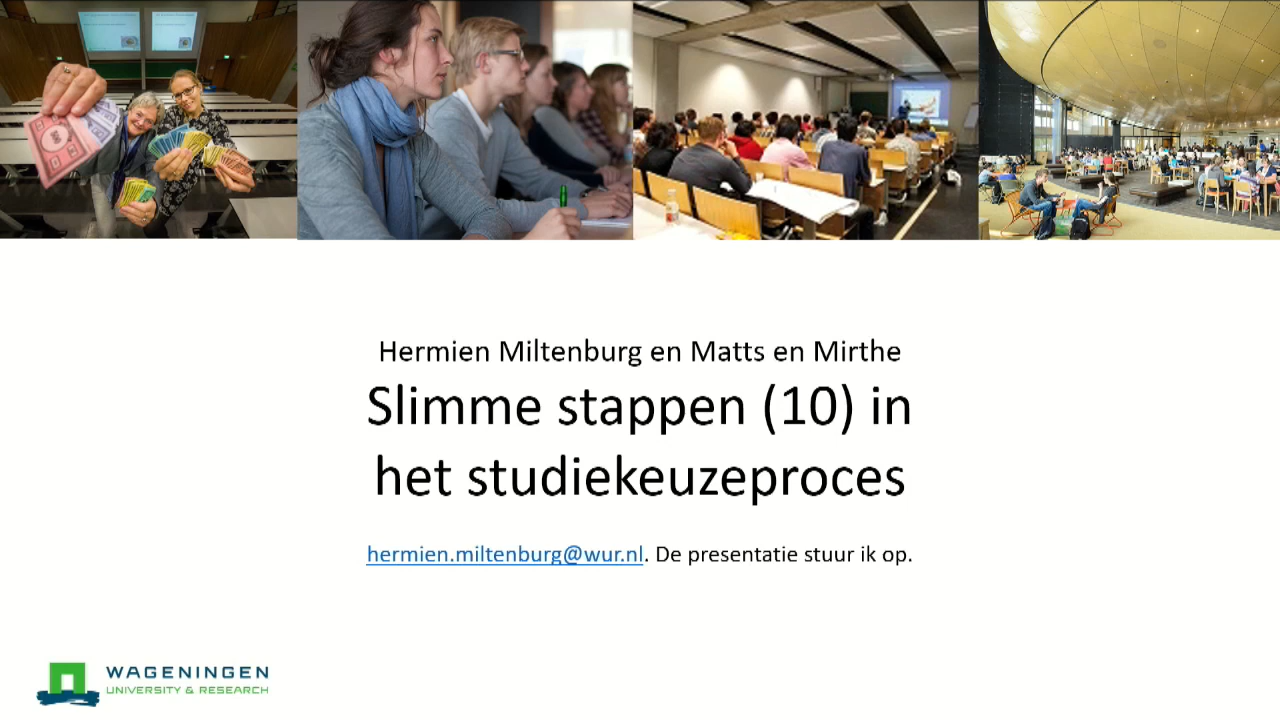 Hermien Miltenburg en Matts en Mirthe
Slimme stappen (10) in
het studiekeuzeproces
hermien.miltenburg@wur.nl. De presentatie stuur ik op.
WAGENINGEN
UNIVERSITY & RESEARCH